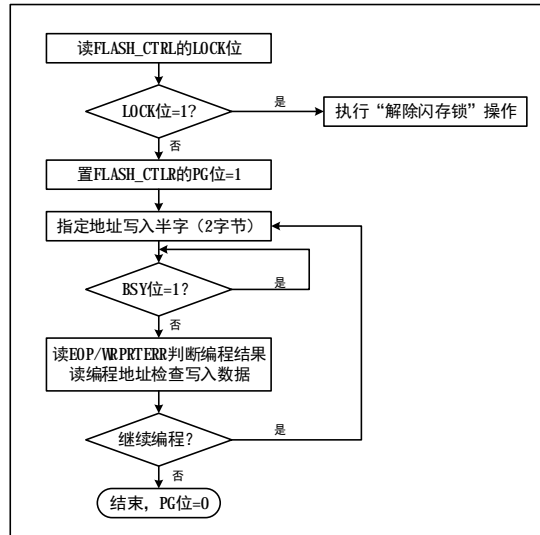 读FLASH_CTRL的LOCK位
LOCK位=1?
是
执行“解除闪存锁”操作
否
置FLASH_CTLR的PG位=1
指定地址写入半字（2字节）
BSY位=1?
是
否
读EOP/WRPRTERR判断编程结果
读编程地址检查写入数据
继续编程?
是
否
结束，PG位=0